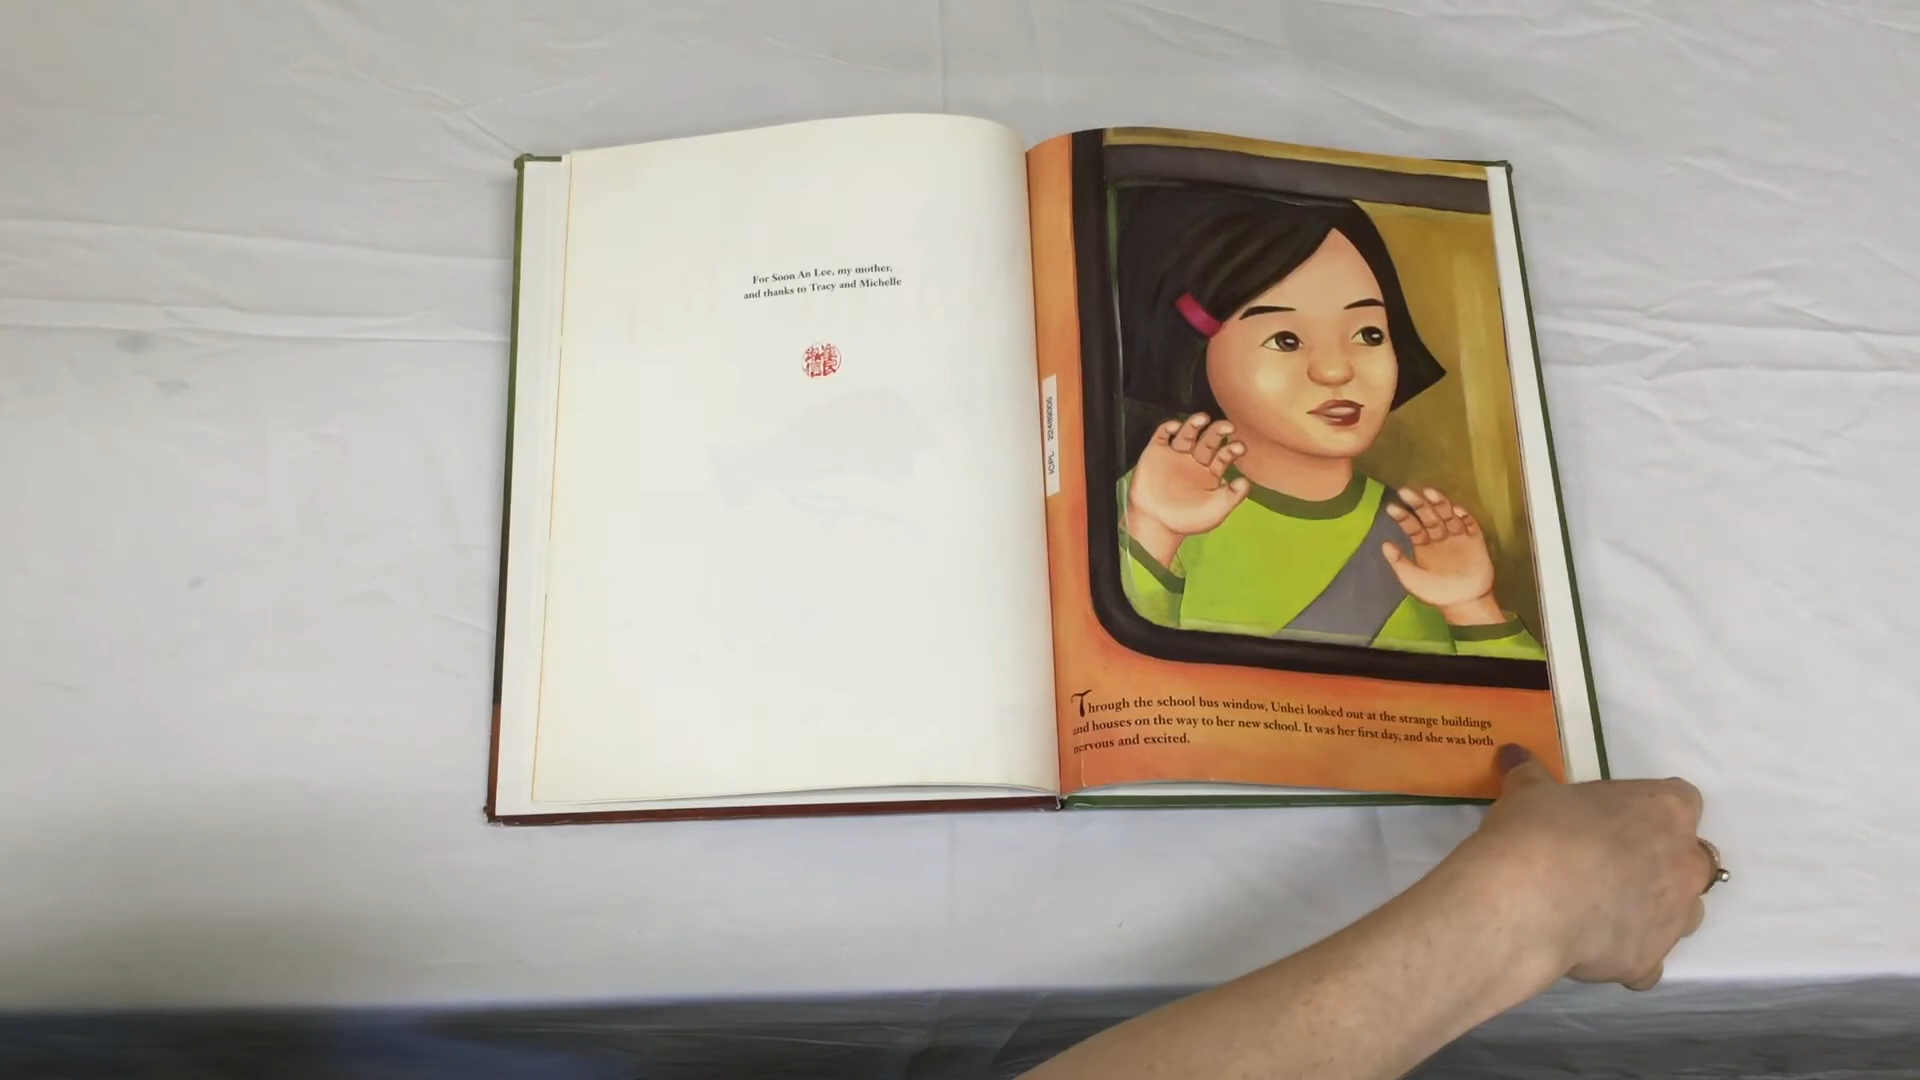 For Soon An Lee, my mother,
and thanks to Tracy and Michelle
ICPL 22489005
Through the school bus window, Unhei looked out at the strange buildings
and houses on the way to her new school. It was her first day, and she was both
nervous and excited.